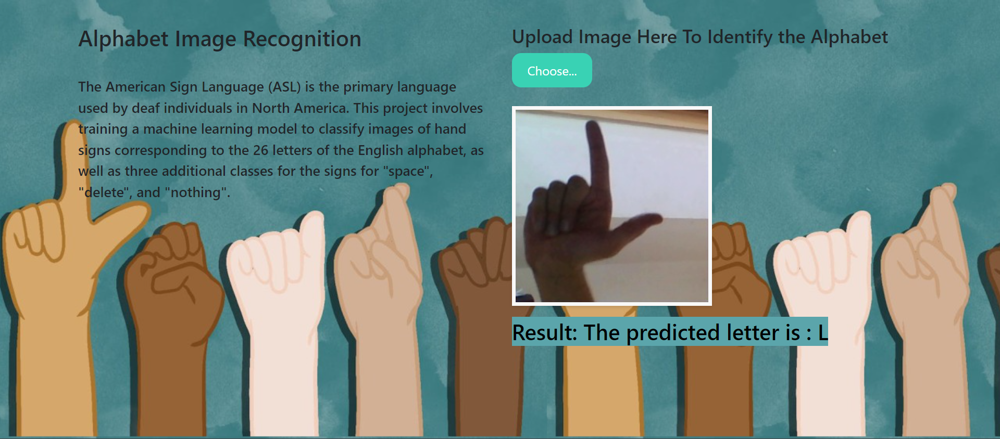 Alphabet Image Recognition
The American Sign Language (ASL) is the primary language
used by deaf individuals in North America. This project involves
training a machine learning model to classify images of hand
signs corresponding to the 26 letters of the English alphabet, as
well as three additional classes for the signs for "space",
"delete", and "nothing".
Upload Image Here To Identify the Alphabet
Choose...
Result: The predicted letter is : L